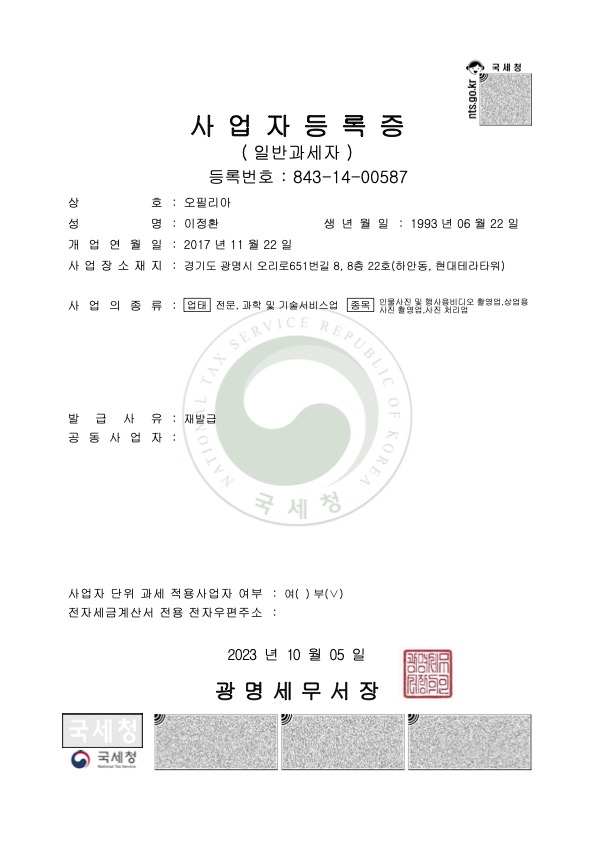 국세청
nts.go.kr
사업자등록증
( 일반과세자 )
등록번호 : 843-14-00587
상 호 : 오필리아
성 명 : 이정환 생 년 월 일 : 1993 년 06 월 22 일
개 업 연 월 일 : 2017 년 11 월 22 일
사 업 장 소 재 지 : 경기도 광명시 오리로651번길 8, 8층 22호(하안동, 현대테라타워)
사 업 의 종 류 : 업태 전문, 과학 및 기술서비스업 종목 인물사진 및 행사용비디오 촬영업,상업용
사진 촬영업,사진 처리업
NATIONAL TAX SERVICE REPUBLIC OF KOREA
국세청
발 급 사 유 : 재발급
공 동 사 업 자 :
사업자 단위 과세 적용사업자 여부 : 여( ) 부(∨)
전자세금계산서 전용 전자우편주소 :
2023 년 10 월 05 일
광명세무서장
국세청
국세청
National Tax Service